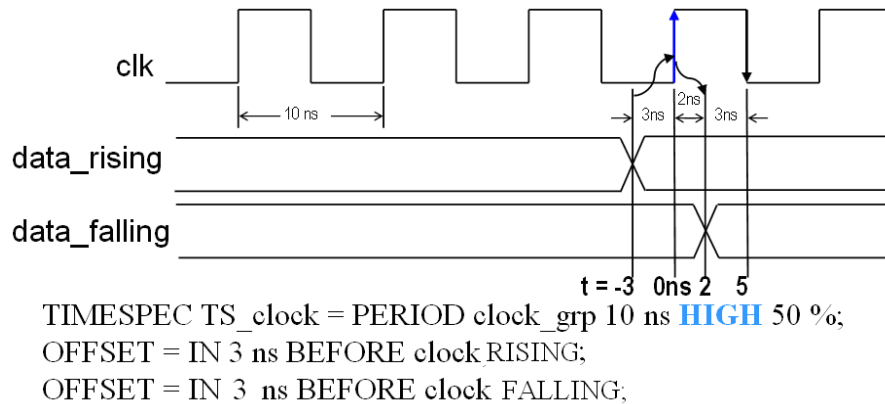 clk
2ns
10 ns
3ns
3ns
data_rising
data_falling
t = -3 0ns 2 5
TIMESPEC TS_clock = PERIOD clock_grp 10 ns HIGH 50 %;
OFFSET = IN 3 ns BEFORE clock RISING;
OFFSET = IN 3 ns BEFORE clock FALLING;